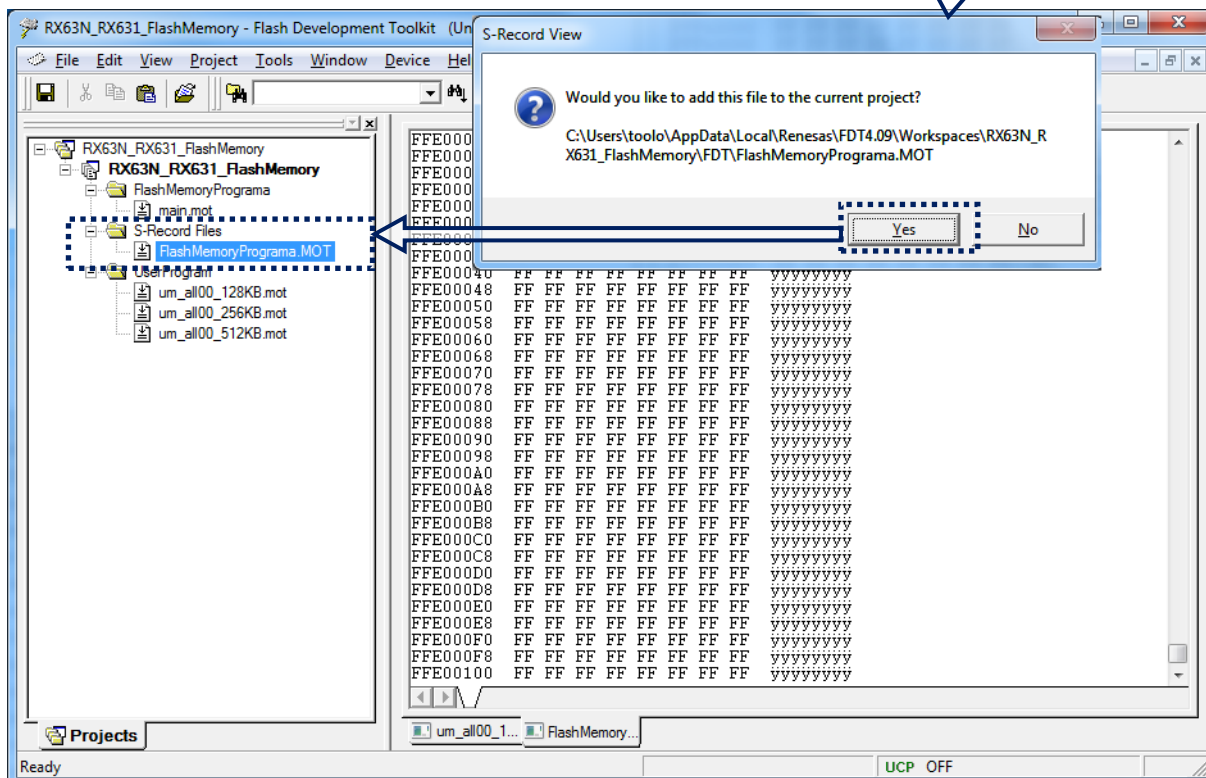 RX63N_RX631_FlashMemory - Flash Development Toolkit (Un
S-Record View
File Edit View Project Tools Window Device Hel
Would you like to add this file to the current project?
C:\Users\toolo\AppData\Local\Renesas\FDT4.09\Workspaces\RX63N_R
X631_FlashMemory\FDT\FlashMemoryPrograma.MOT
Yes No
RX63N_RX631_FlashMemory
RX63N_RX631_FlashMemory
FlashMemoryPrograma
main.mot
S-Record Files
FlashMemoryPrograma.MOT
UserProgram
um_all00_128KB.mot
um_all00_256KB.mot
um_all00_512KB.mot
Projects
FFE000
FFE000
FFE000
FFE000
FFE000
FFE000
FFE000
FFE000
FFE00040 FF FF FF FF FF FF FF FF ÿÿÿÿÿÿÿÿ
FFE00048 FF FF FF FF FF FF FF FF ÿÿÿÿÿÿÿÿ
FFE00050 FF FF FF FF FF FF FF FF ÿÿÿÿÿÿÿÿ
FFE00058 FF FF FF FF FF FF FF FF ÿÿÿÿÿÿÿÿ
FFE00060 FF FF FF FF FF FF FF FF ÿÿÿÿÿÿÿÿ
FFE00068 FF FF FF FF FF FF FF FF ÿÿÿÿÿÿÿÿ
FFE00070 FF FF FF FF FF FF FF FF ÿÿÿÿÿÿÿÿ
FFE00078 FF FF FF FF FF FF FF FF ÿÿÿÿÿÿÿÿ
FFE00080 FF FF FF FF FF FF FF FF ÿÿÿÿÿÿÿÿ
FFE00088 FF FF FF FF FF FF FF FF ÿÿÿÿÿÿÿÿ
FFE00090 FF FF FF FF FF FF FF FF ÿÿÿÿÿÿÿÿ
FFE00098 FF FF FF FF FF FF FF FF ÿÿÿÿÿÿÿÿ
FFE000A0 FF FF FF FF FF FF FF FF ÿÿÿÿÿÿÿÿ
FFE000A8 FF FF FF FF FF FF FF FF ÿÿÿÿÿÿÿÿ
FFE000B0 FF FF FF FF FF FF FF FF ÿÿÿÿÿÿÿÿ
FFE000B8 FF FF FF FF FF FF FF FF ÿÿÿÿÿÿÿÿ
FFE000C0 FF FF FF FF FF FF FF FF ÿÿÿÿÿÿÿÿ
FFE000C8 FF FF FF FF FF FF FF FF ÿÿÿÿÿÿÿÿ
FFE000D0 FF FF FF FF FF FF FF FF ÿÿÿÿÿÿÿÿ
FFE000D8 FF FF FF FF FF FF FF FF ÿÿÿÿÿÿÿÿ
FFE000E0 FF FF FF FF FF FF FF FF ÿÿÿÿÿÿÿÿ
FFE000E8 FF FF FF FF FF FF FF FF ÿÿÿÿÿÿÿÿ
FFE000F0 FF FF FF FF FF FF FF FF ÿÿÿÿÿÿÿÿ
FFE000F8 FF FF FF FF FF FF FF FF ÿÿÿÿÿÿÿÿ
FFE00100 FF FF FF FF FF FF FF FF ÿÿÿÿÿÿÿÿ
um_all00_1... FlashMemory...
Ready UCP OFF